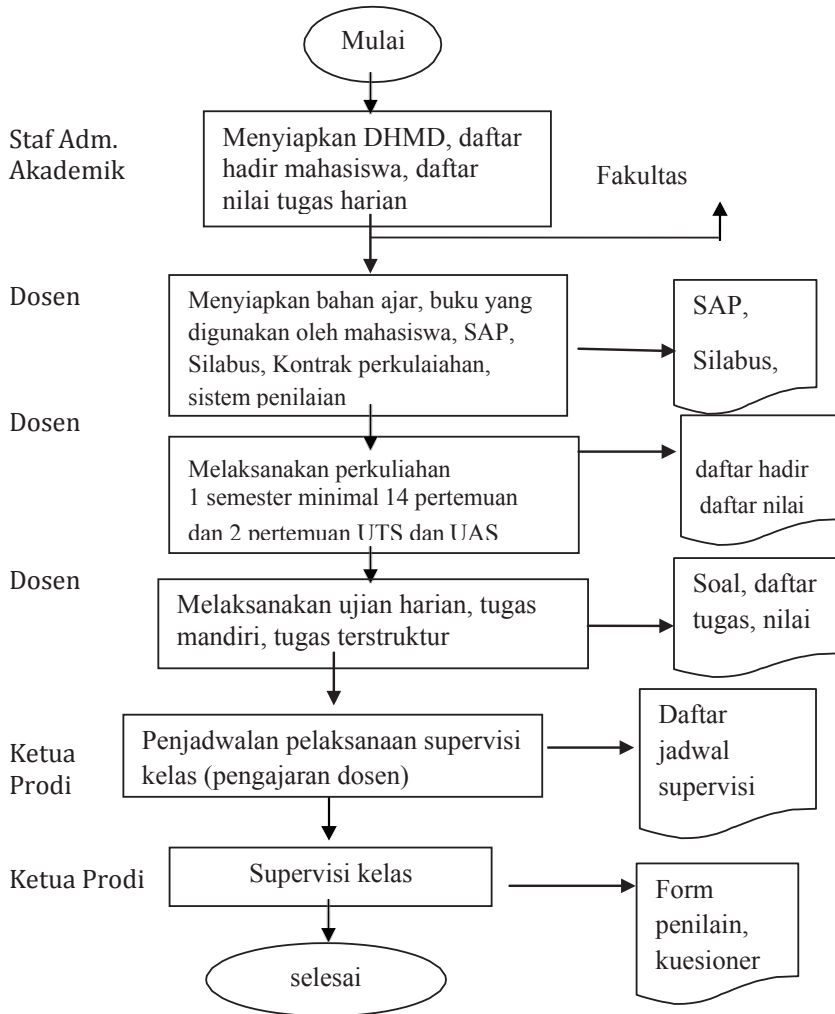 Mulai
Staf Adm.
Akademik
Menyiapkan DHMD, daftar
hadir mahasiswa, daftar
nilai tugas harian
Fakultas
Dosen
Menyiapkan bahan ajar, buku yang
digunakan oleh mahasiswa, SAP,
Silabus, Kontrak perkulaiahan,
sistem penilaian
SAP,
Silabus,
Dosen
Melaksanakan perkuliahan
1 semester minimal 14 pertemuan
dan 2 pertemuan UTS dan UAS
daftar hadir
daftar nilai
Dosen
Melaksanakan ujian harian, tugas
mandiri, tugas terstruktur
Soal, daftar
tugas, nilai
Ketua
Prodi
Penjadwalan pelaksanaan supervisi
kelas (pengajaran dosen)
Daftar
jadwal
supervisi
Ketua Prodi
Supervisi kelas
Form
penilain,
kuesioner
selesai